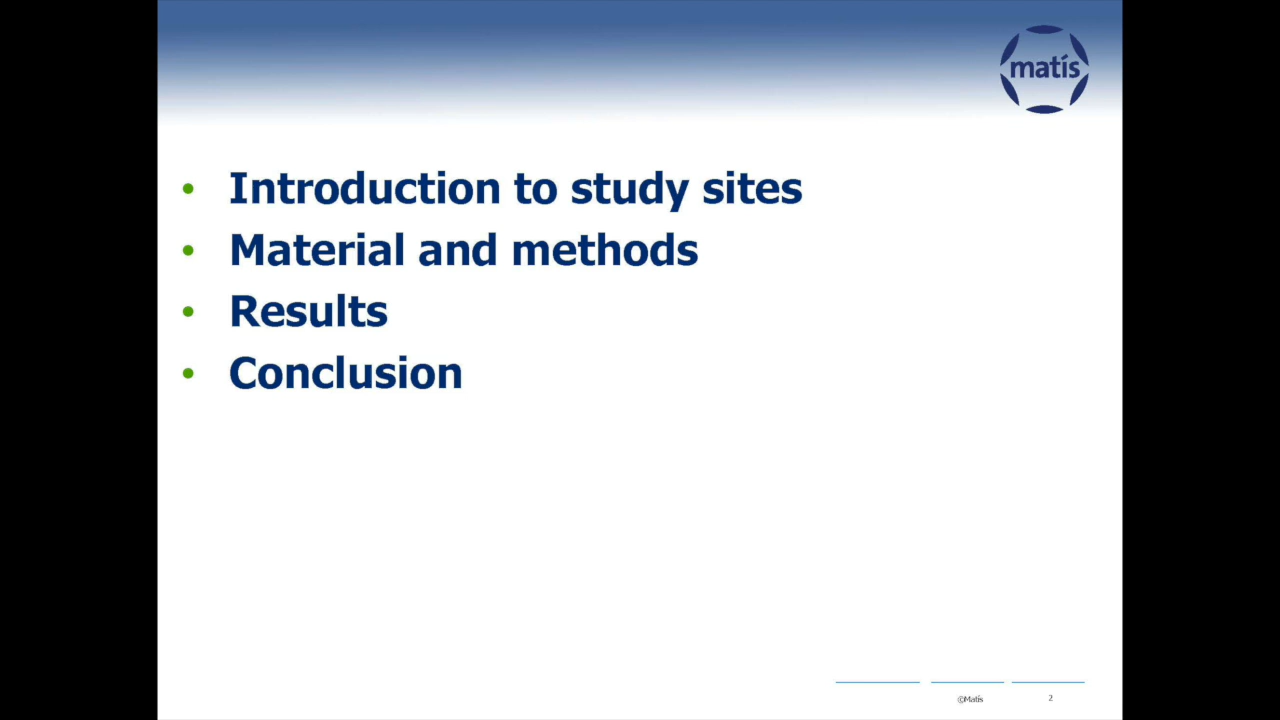 matís
• Introduction to study sites
• Material and methods
• Results
• Conclusion
©Matís 2